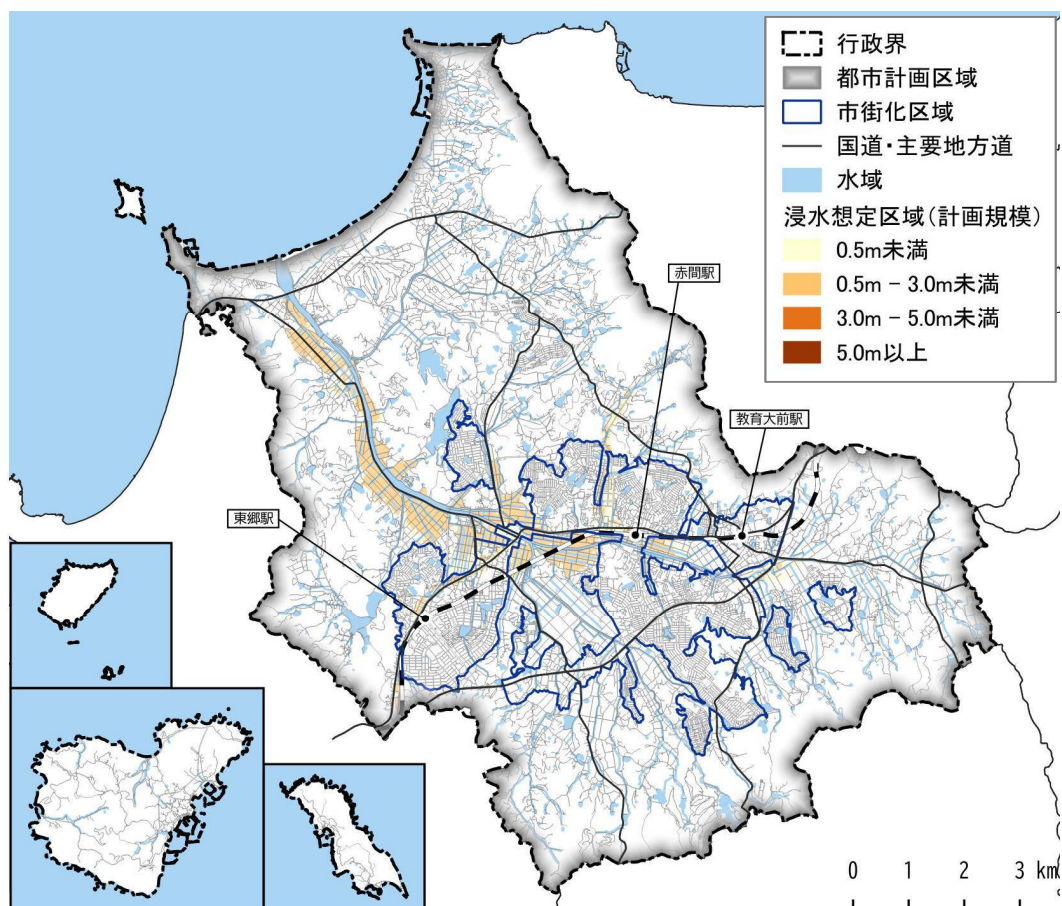 行政界
都市計画区域
市街化区域
国道・主要地方道
水域
浸水想定区域(計画規模)
0.5m未満
0.5m - 3.0m未満
3.0m - 5.0m未満
5.0m以上
赤間駅
教育大前駅
東郷駅
0 1 2 3 km